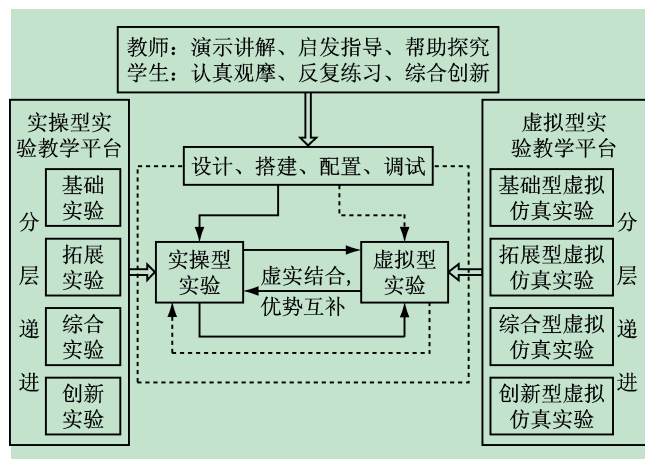 教师：演示讲解、启发指导、帮助探究
学生：认真观摩、反复练习、综合创新
实操型实
验教学平台
分层递进
基础
实验
拓展
实验
综合
实验
创新
实验
设计、搭建、配置、调试
实操型
实验
虚实结合，
优势互补
虚拟型
实验
虚拟型实
验教学平台
基础型虚拟
仿真实验
拓展型虚拟
仿真实验
综合型虚拟
仿真实验
创新型虚拟
仿真实验
分层递进